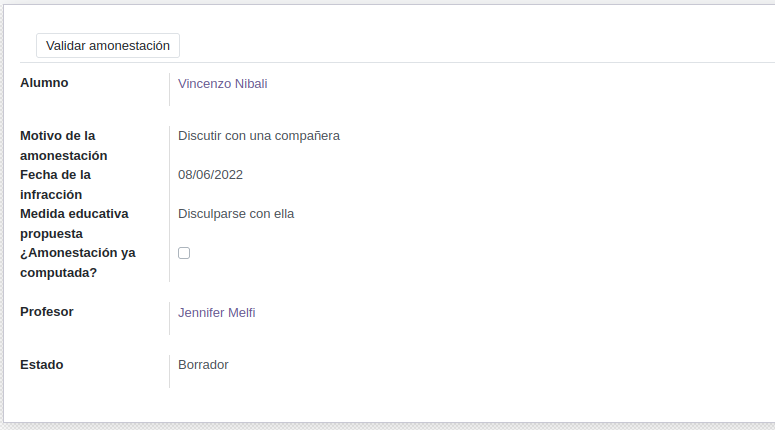 Validar amonestación
Alumno Vincenzo Nibali
Motivo de la Discutir con una compañera
amonestación
Fecha de la 08/06/2022
infracción
Medida educativa Disculparse con ella
propuesta
¿Amonestación ya
computada?
Profesor Jennifer Melfi
Estado Borrador